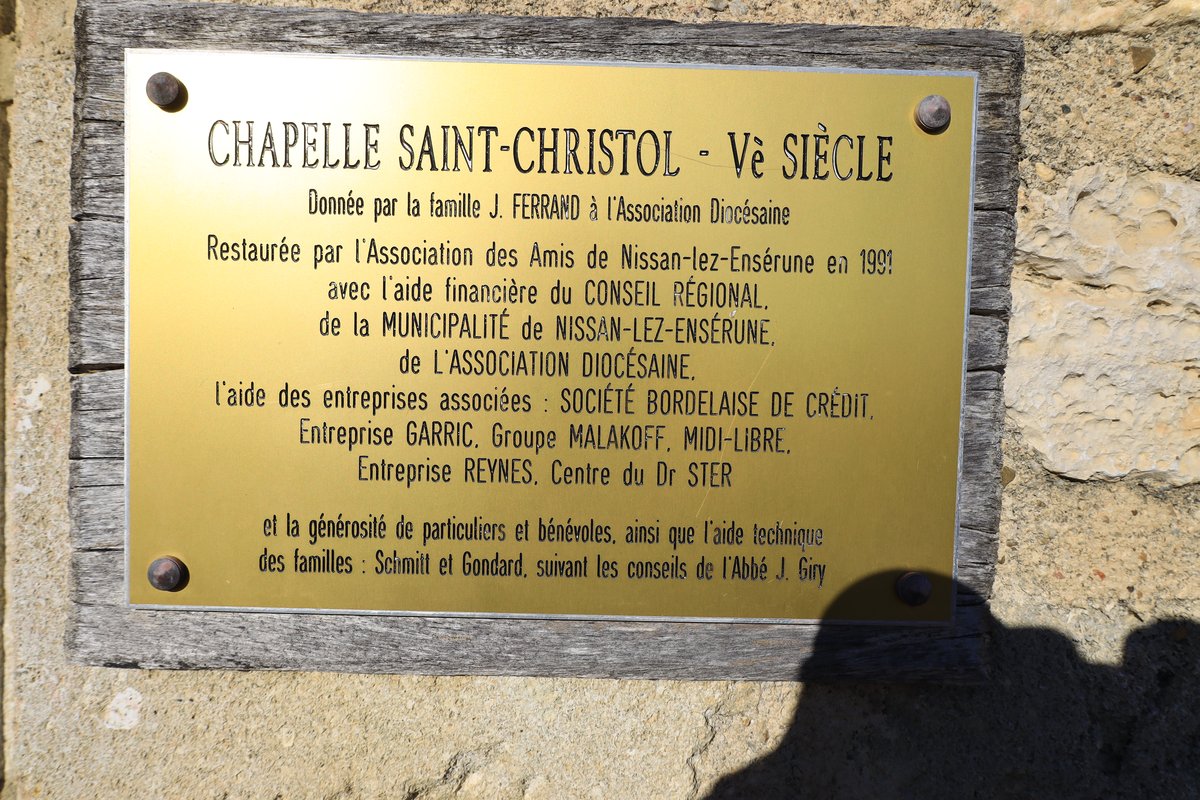 CHAPELLE SAINT-CHRISTOL - Vè SIÈCLE
Donnée par la famille J. FERRAND à l'Association Diocésaine
Restaurée par l'Association des Amis de Nissan-lez-Ensérune en 1991
avec l'aide financière du CONSEIL RÉGIONAL,
de la MUNICIPALITÉ de NISSAN-LEZ-ENSÉRUNE,
de L'ASSOCIATION DIOCÉSAINE,
l'aide des entreprises associées : SOCIÉTÉ BORDELAISE DE CRÉDIT,
Entreprise GARRIC, Groupe MALAKOFF, MIDI-LIBRE,
Entreprise REYNES, Centre du Dr STER
et la générosité de particuliers et bénévoles, ainsi que l'aide technique
des familles : Schmitt et Gondard, suivant les conseils de l'Abbé J. Giry